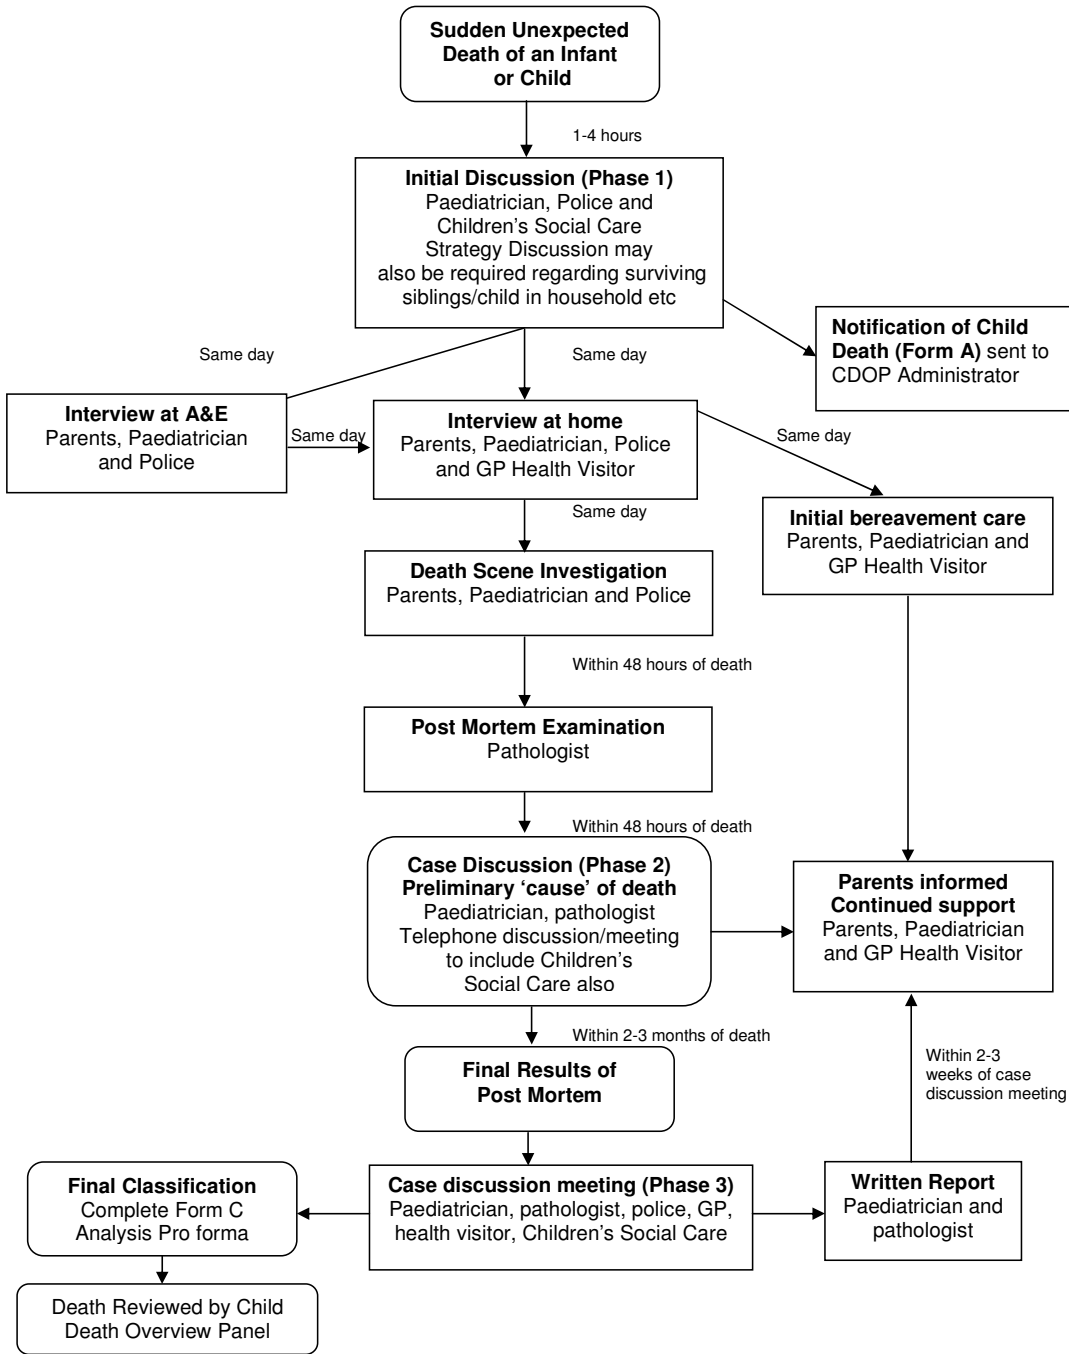 Sudden Unexpected
Death of an Infant
or Child
1-4 hours
Initial Discussion (Phase 1)
Paediatrician, Police and
Children’s Social Care
Strategy Discussion may
also be required regarding surviving
siblings/child in household etc
Notification of Child
Death (Form A) sent to
CDOP Administrator
Same day
Same day
Interview at A&E
Parents, Paediatrician
and Police
Same day
Interview at home
Parents, Paediatrician, Police
and GP Health Visitor
Same day
Initial bereavement care
Parents, Paediatrician and
GP Health Visitor
Same day
Death Scene Investigation
Parents, Paediatrician and Police
Within 48 hours of death
Post Mortem Examination
Pathologist
Within 48 hours of death
Case Discussion (Phase 2)
Preliminary ‘cause’ of death
Paediatrician, pathologist
Telephone discussion/meeting
to include Children’s
Social Care also
Parents informed
Continued support
Parents, Paediatrician
and GP Health Visitor
Within 2-3 months of death
Final Results of
Post Mortem
Within 2-3
weeks of case
discussion meeting
Final Classification
Complete Form C
Analysis Pro forma
Case discussion meeting (Phase 3)
Paediatrician, pathologist, police, GP,
health visitor, Children’s Social Care
Written Report
Paediatrician and
pathologist
Death Reviewed by Child
Death Overview Panel